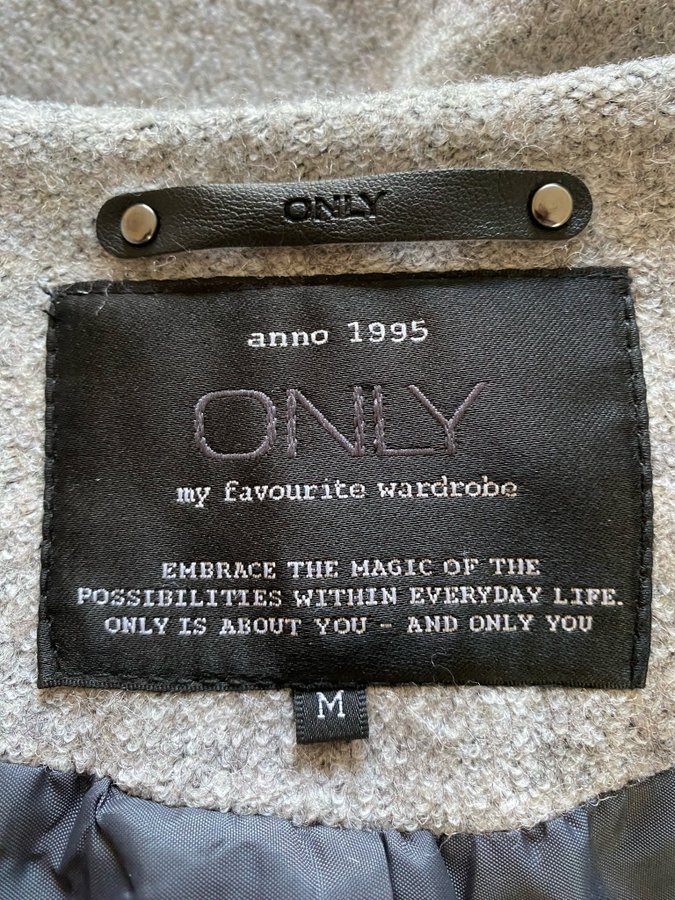 ONLY
anno 1995
ONLY
my favourite wardrobe
EMBRACE THE MAGIC OF THE
POSSIBILITIES WITHIN EVERYDAY LIFE.
ONLY IS ABOUT YOU - AND ONLY YOU
M